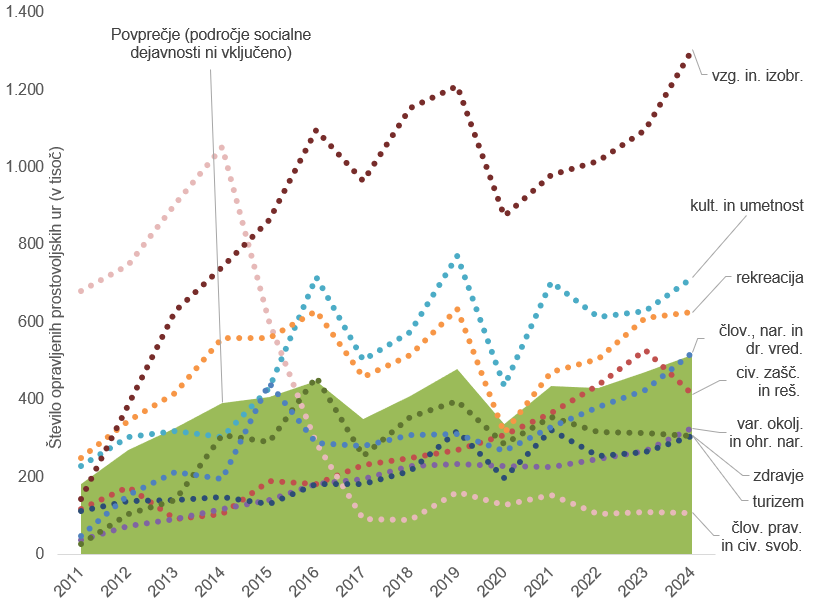 1.400
1.200
1.000
800
600
400
200
0
Število opravljenih prostovoljskih ur (v tisoč)
Povprečje (področje socialne
dejavnosti ni vključeno)
vzg. in. izobr.
kult. in umetnost
rekreacija
člov., nar. in
dr. vred.
civ. zašč.
in reš.
var. okolj.
in ohr. nar.
zdravje
turizem
člov. prav.
in civ. svob.
2011
2012
2013
2014
2015
2016
2017
2018
2019
2020
2021
2022
2023
2024